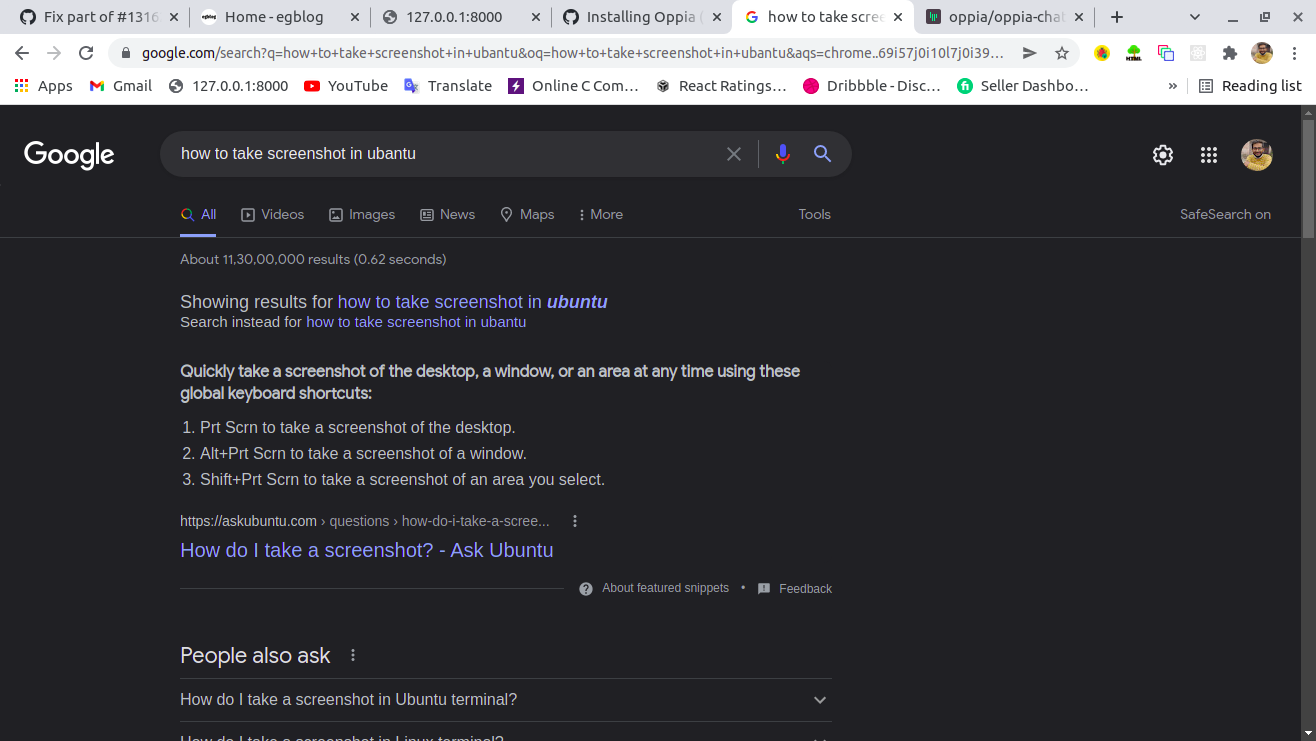 Fix part of #1316
Home - egblog
127.0.0.1:8000
Installing Oppia (
how to take scree
oppia/oppia-chat
google.com/search?q=how+to+take+screenshot+in+ubantu&oq=how+to+take+screenshot+in+ubantu&aqs=chrome..69i57j0i10l7j0i39...
Apps Gmail 127.0.0.1:8000 YouTube Translate Online C Com... React Ratings... Dribbble - Disc... Seller Dashbo... » Reading list
Google
how to take screenshot in ubantu
All Videos Images News Maps More Tools SafeSearch on
About 11,30,00,000 results (0.62 seconds)
Showing results for how to take screenshot in ubuntu
Search instead for how to take screenshot in ubantu
Quickly take a screenshot of the desktop, a window, or an area at any time using these
global keyboard shortcuts:
1. Prt Scrn to take a screenshot of the desktop.
2. Alt+Prt Scrn to take a screenshot of a window.
3. Shift+Prt Scrn to take a screenshot of an area you select.
https://askubuntu.com › questions › how-do-i-take-a-scree...
How do I take a screenshot? - Ask Ubuntu
About featured snippets • Feedback
People also ask
How do I take a screenshot in Ubuntu terminal?
How do I take a screenshot in Linux terminal?